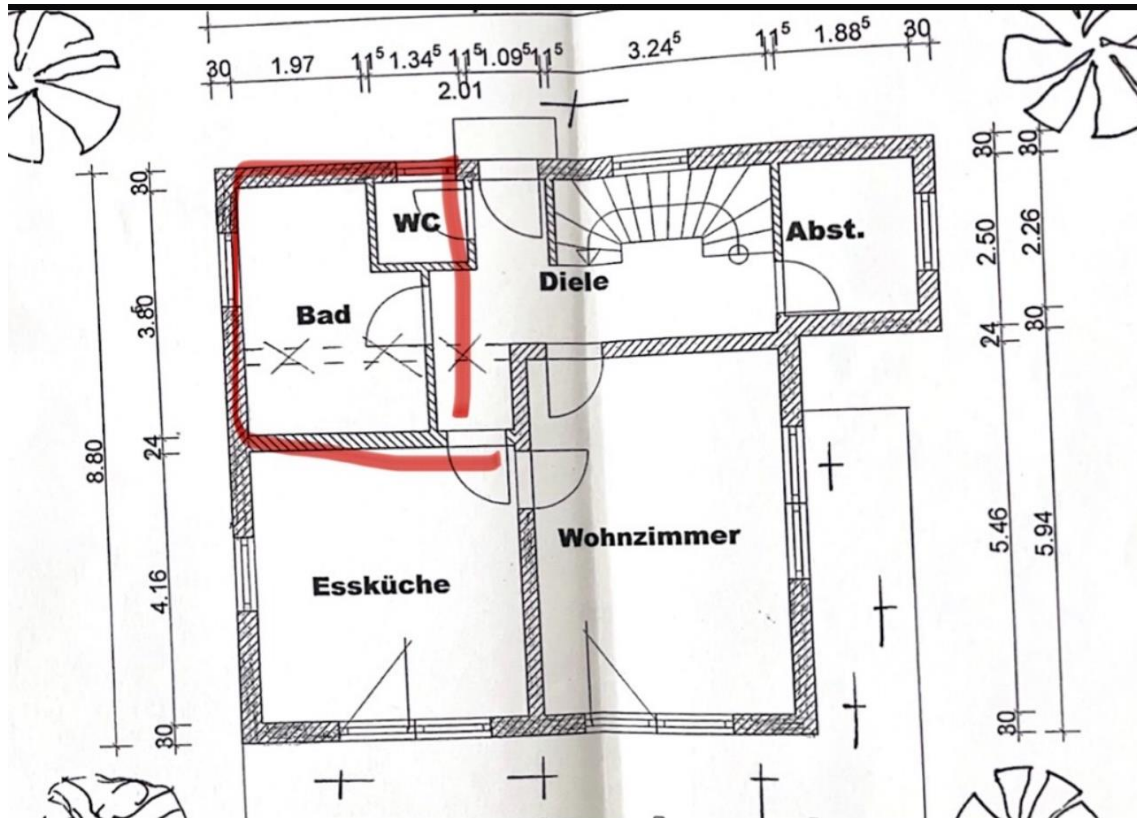 30 1.97 11⁵ 1.34⁵ 11⁵ 1.09⁵ 11⁵ 3.24⁵ 11⁵ 1.88⁵ 30
2.01
30 3.80 24 4.16 30
8.80
WC
Abst.
Diele
Bad
Wohnzimmer
Essküche
30 2.50 24 5.46 30
30 2.26 30 5.94